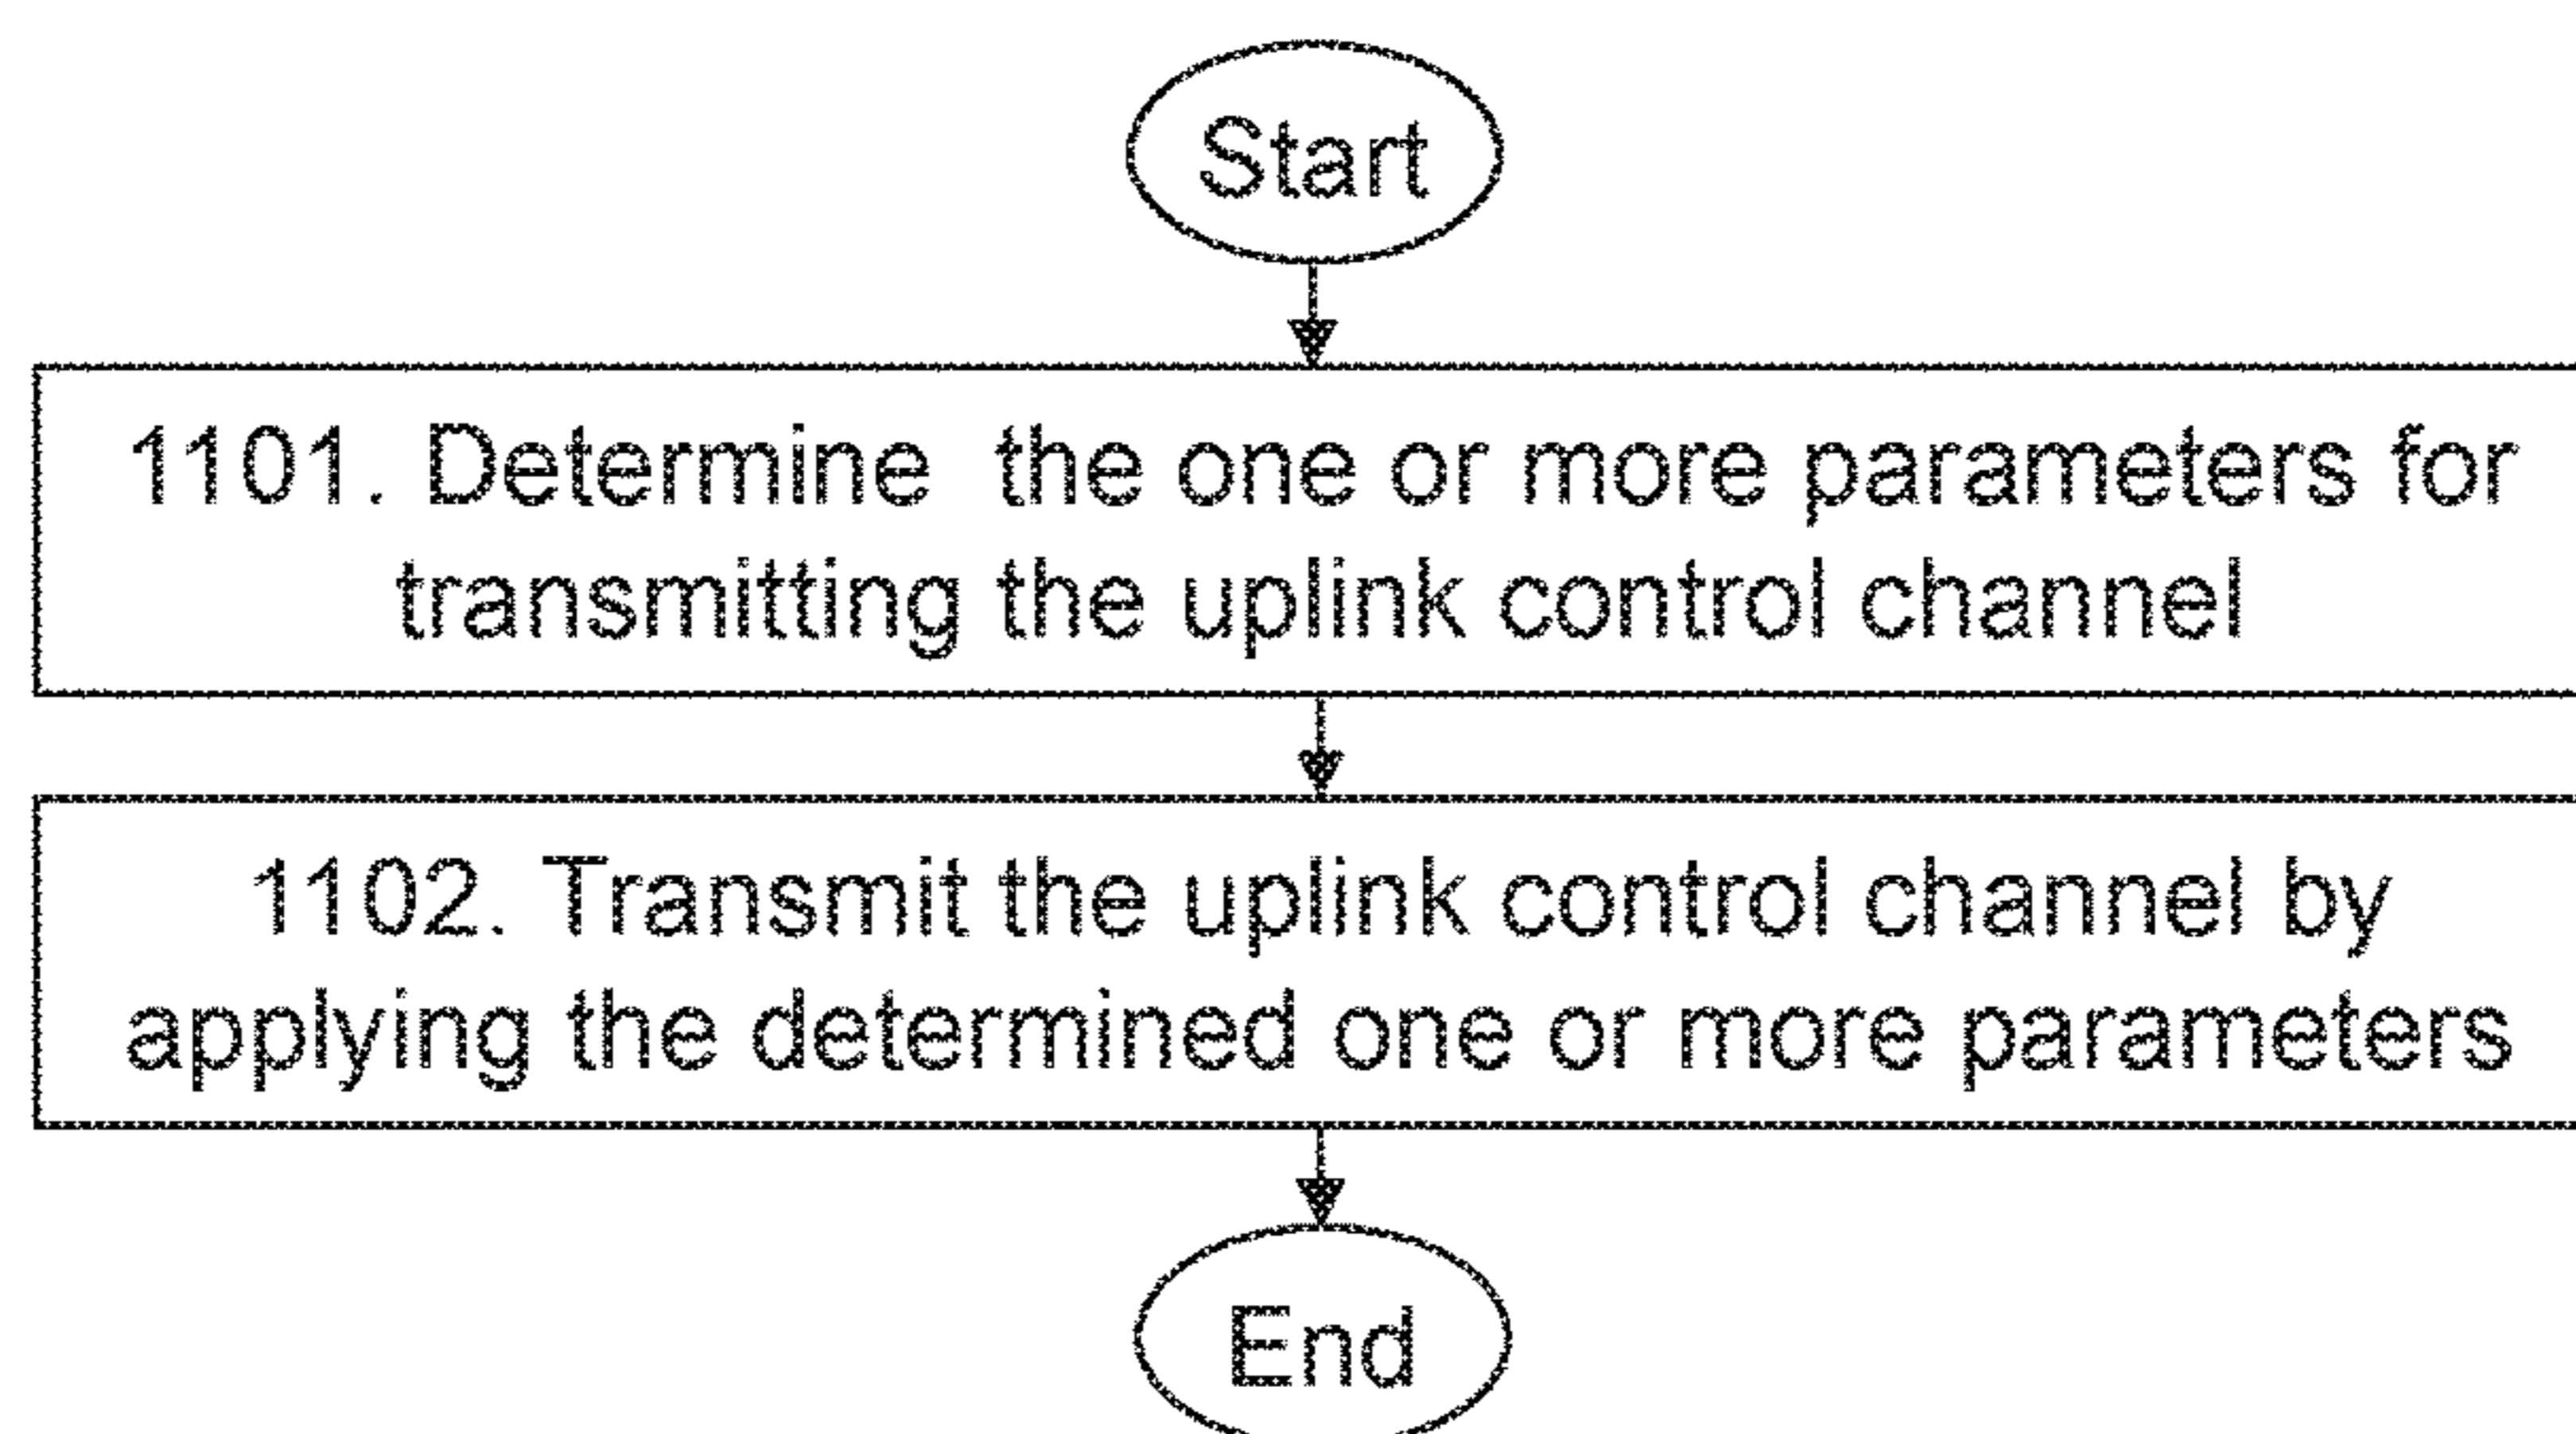 Start
1101. Determine the one or more parameters for
transmitting the uplink control channel
1102. Transmit the uplink control channel by
applying the determined one or more parameters
End